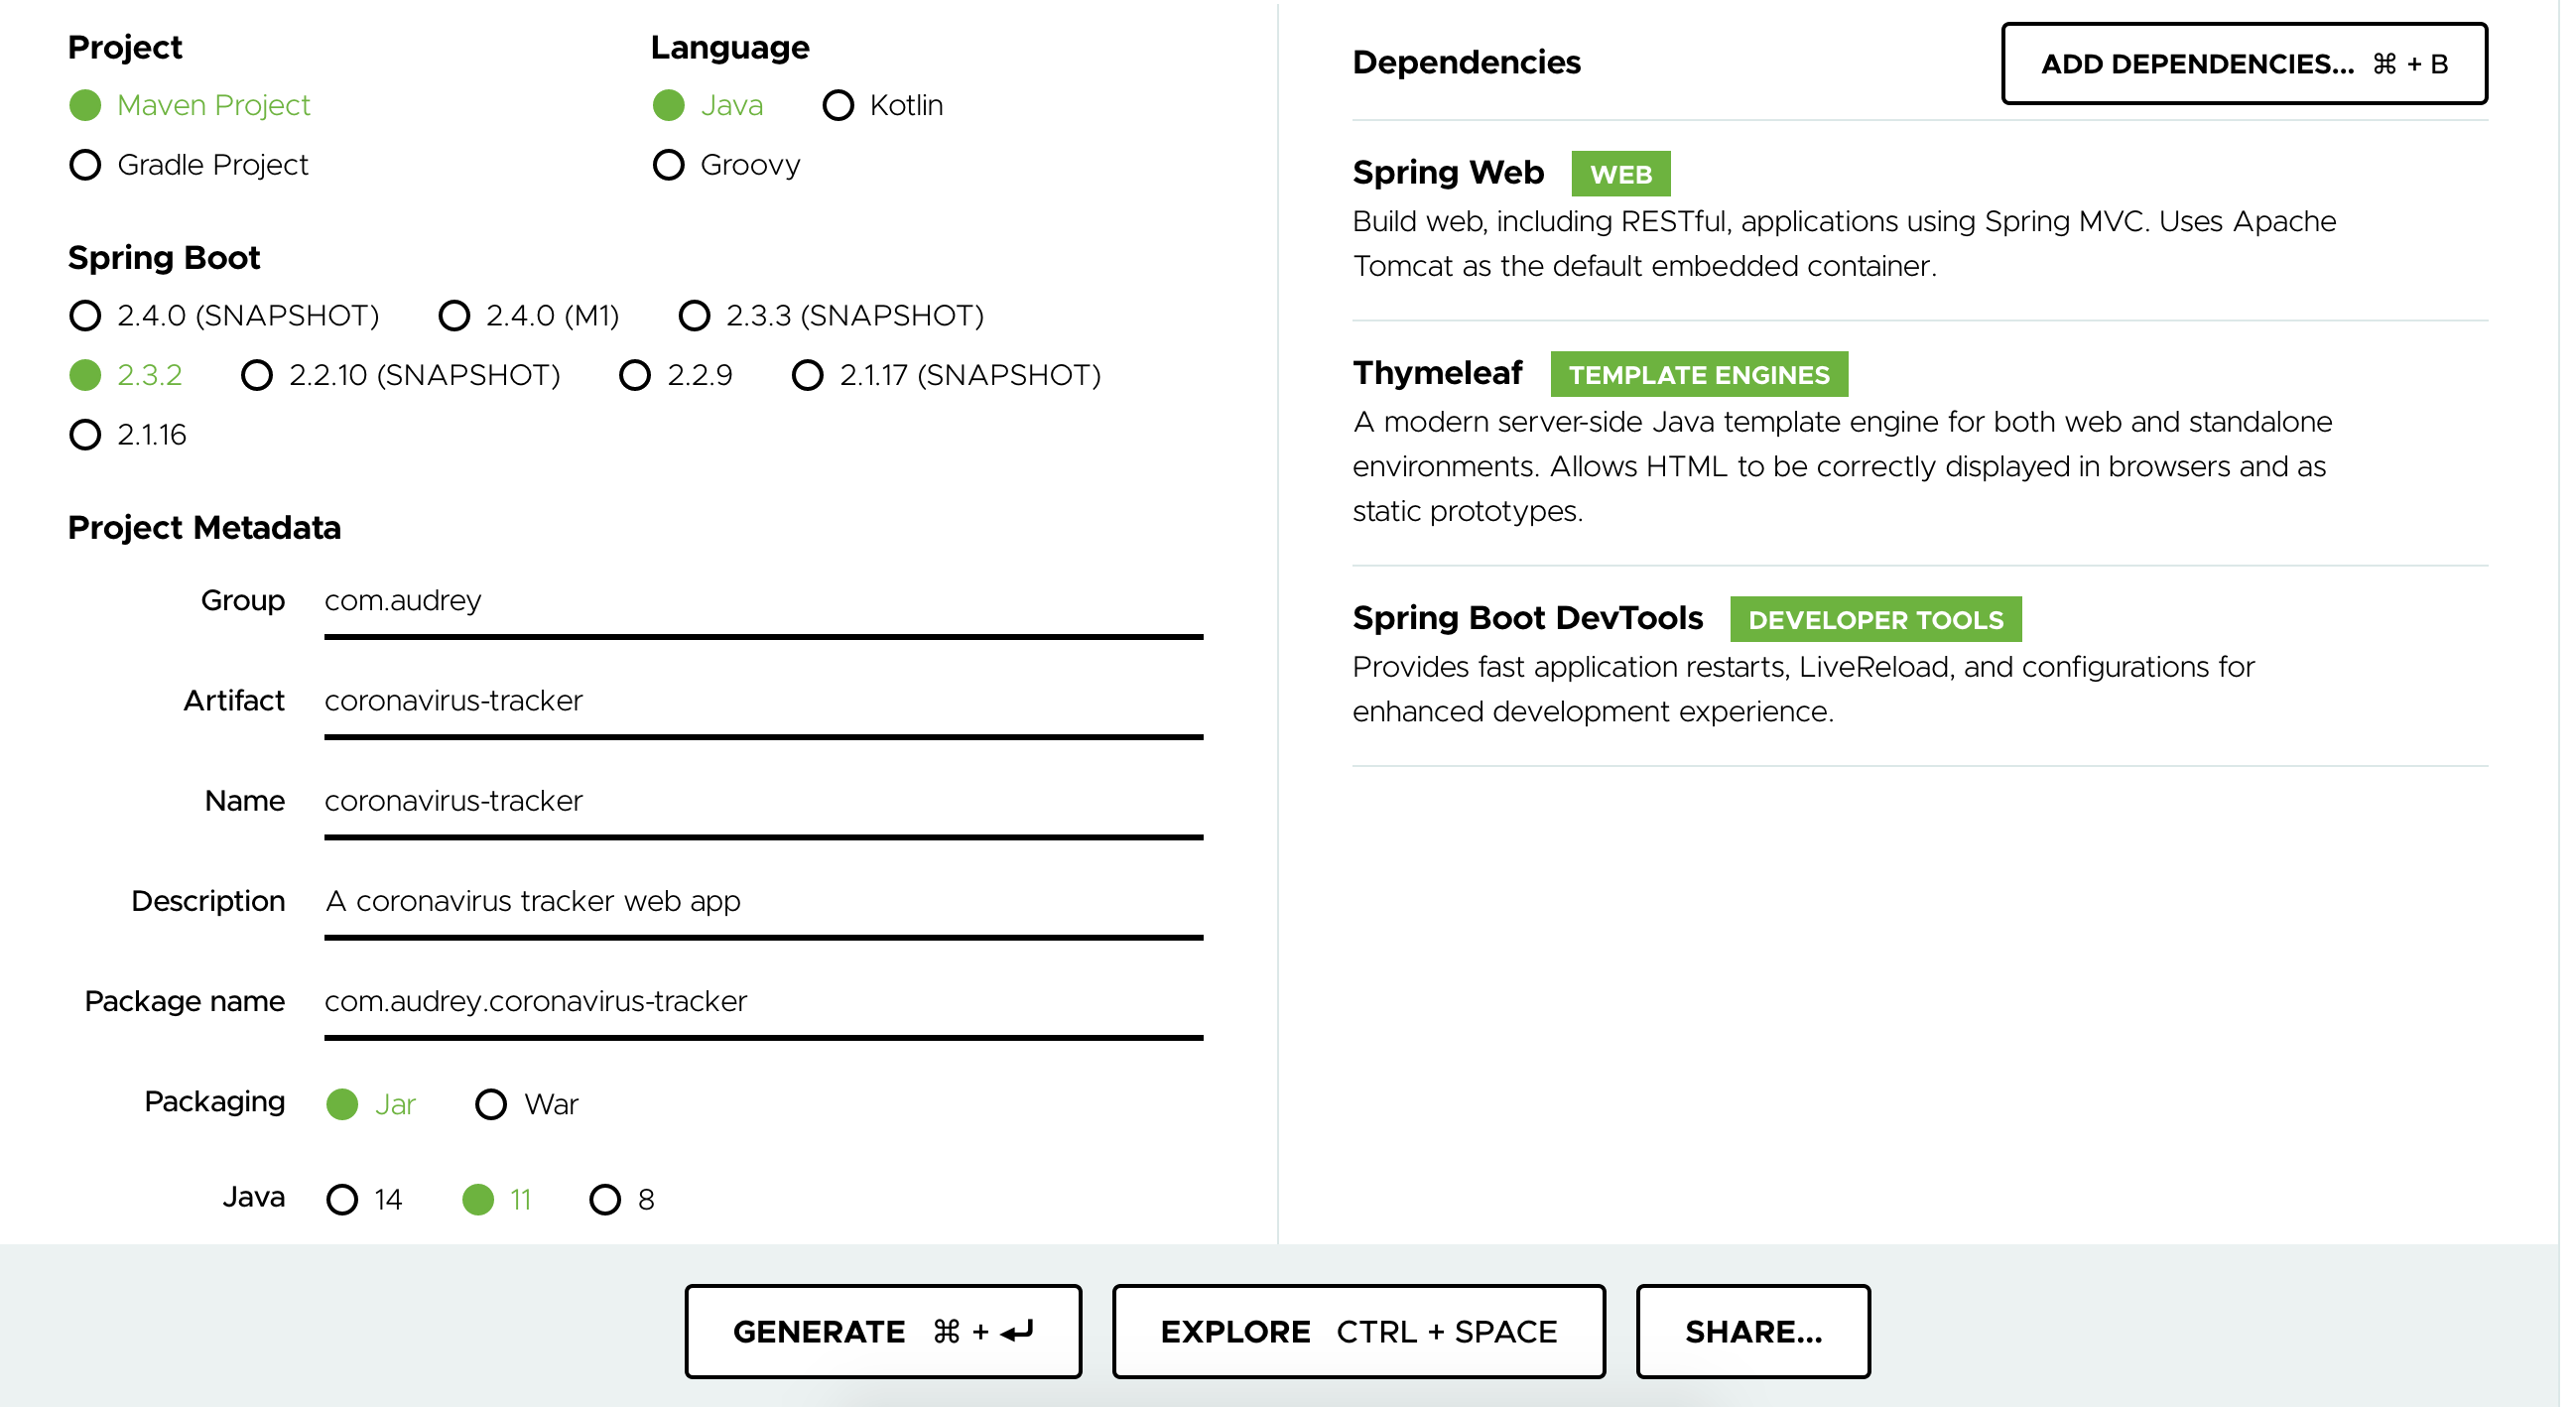 Project
Maven Project
Gradle Project
Language
Java Kotlin
Groovy
Spring Boot
2.4.0 (SNAPSHOT) 2.4.0 (M1) 2.3.3 (SNAPSHOT)
2.3.2 2.2.10 (SNAPSHOT) 2.2.9 2.1.17 (SNAPSHOT)
2.1.16
Project Metadata
Group com.audrey
Artifact coronavirus-tracker
Name coronavirus-tracker
Description A coronavirus tracker web app
Package name com.audrey.coronavirus-tracker
Packaging Jar War
Java 14 11 8
Dependencies ADD DEPENDENCIES... ⌘ + B
Spring Web WEB
Build web, including RESTful, applications using Spring MVC. Uses Apache
Tomcat as the default embedded container.
Thymeleaf TEMPLATE ENGINES
A modern server-side Java template engine for both web and standalone
environments. Allows HTML to be correctly displayed in browsers and as
static prototypes.
Spring Boot DevTools DEVELOPER TOOLS
Provides fast application restarts, LiveReload, and configurations for
enhanced development experience.
GENERATE ⌘ + ↵ EXPLORE CTRL + SPACE SHARE...